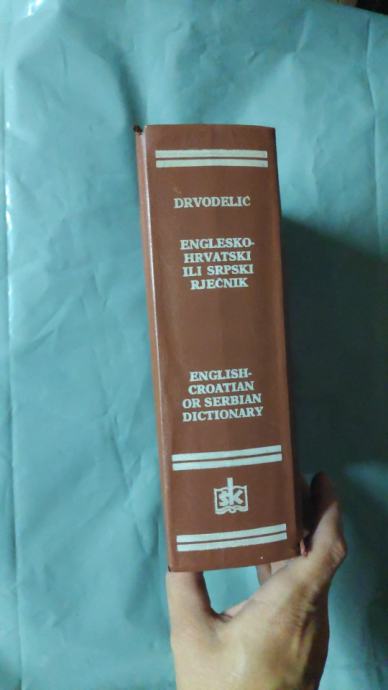 DRVODELIĆ
ENGLESKO-
HRVATSKI
ILI SRPSKI
RJEČNIK
ENGLISH-
CROATIAN
OR SERBIAN
DICTIONARY
ŠK